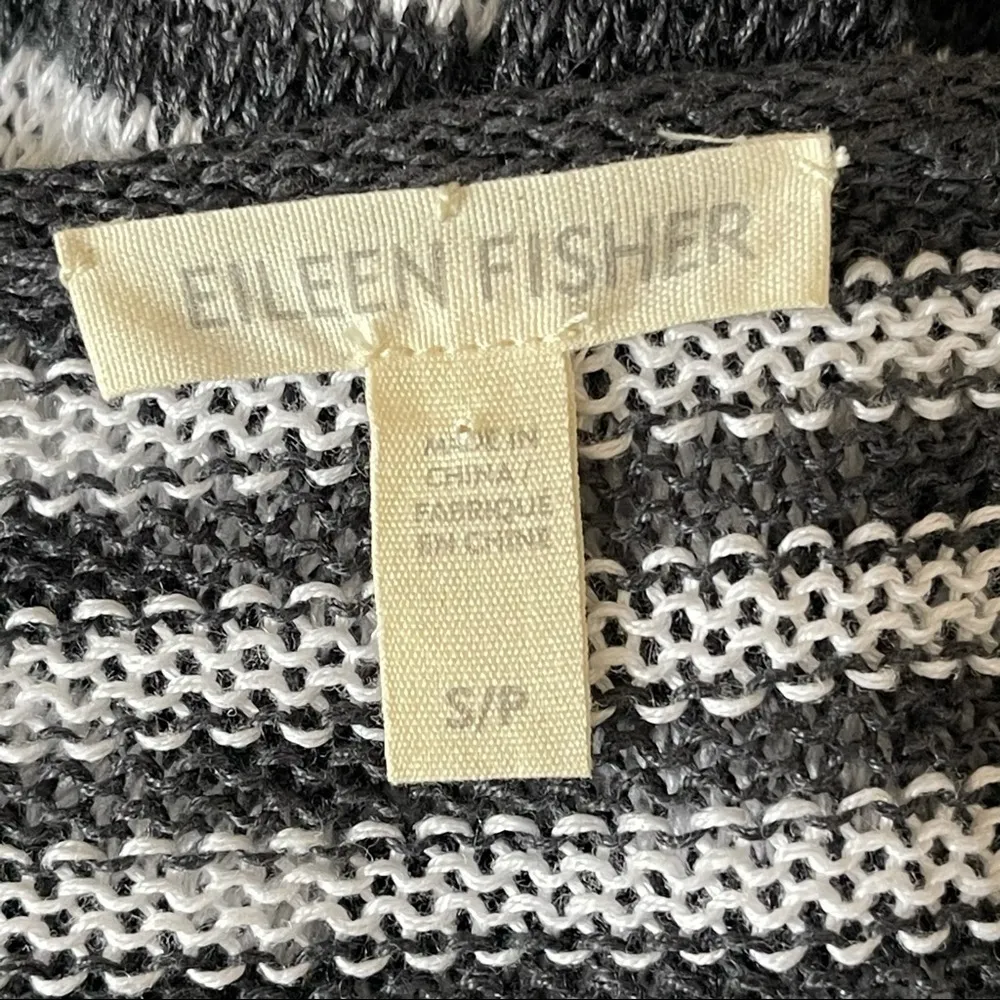 EILEEN FISHER
MADE IN
CHINA/
FABRIQUE
EN CHINE
S/P